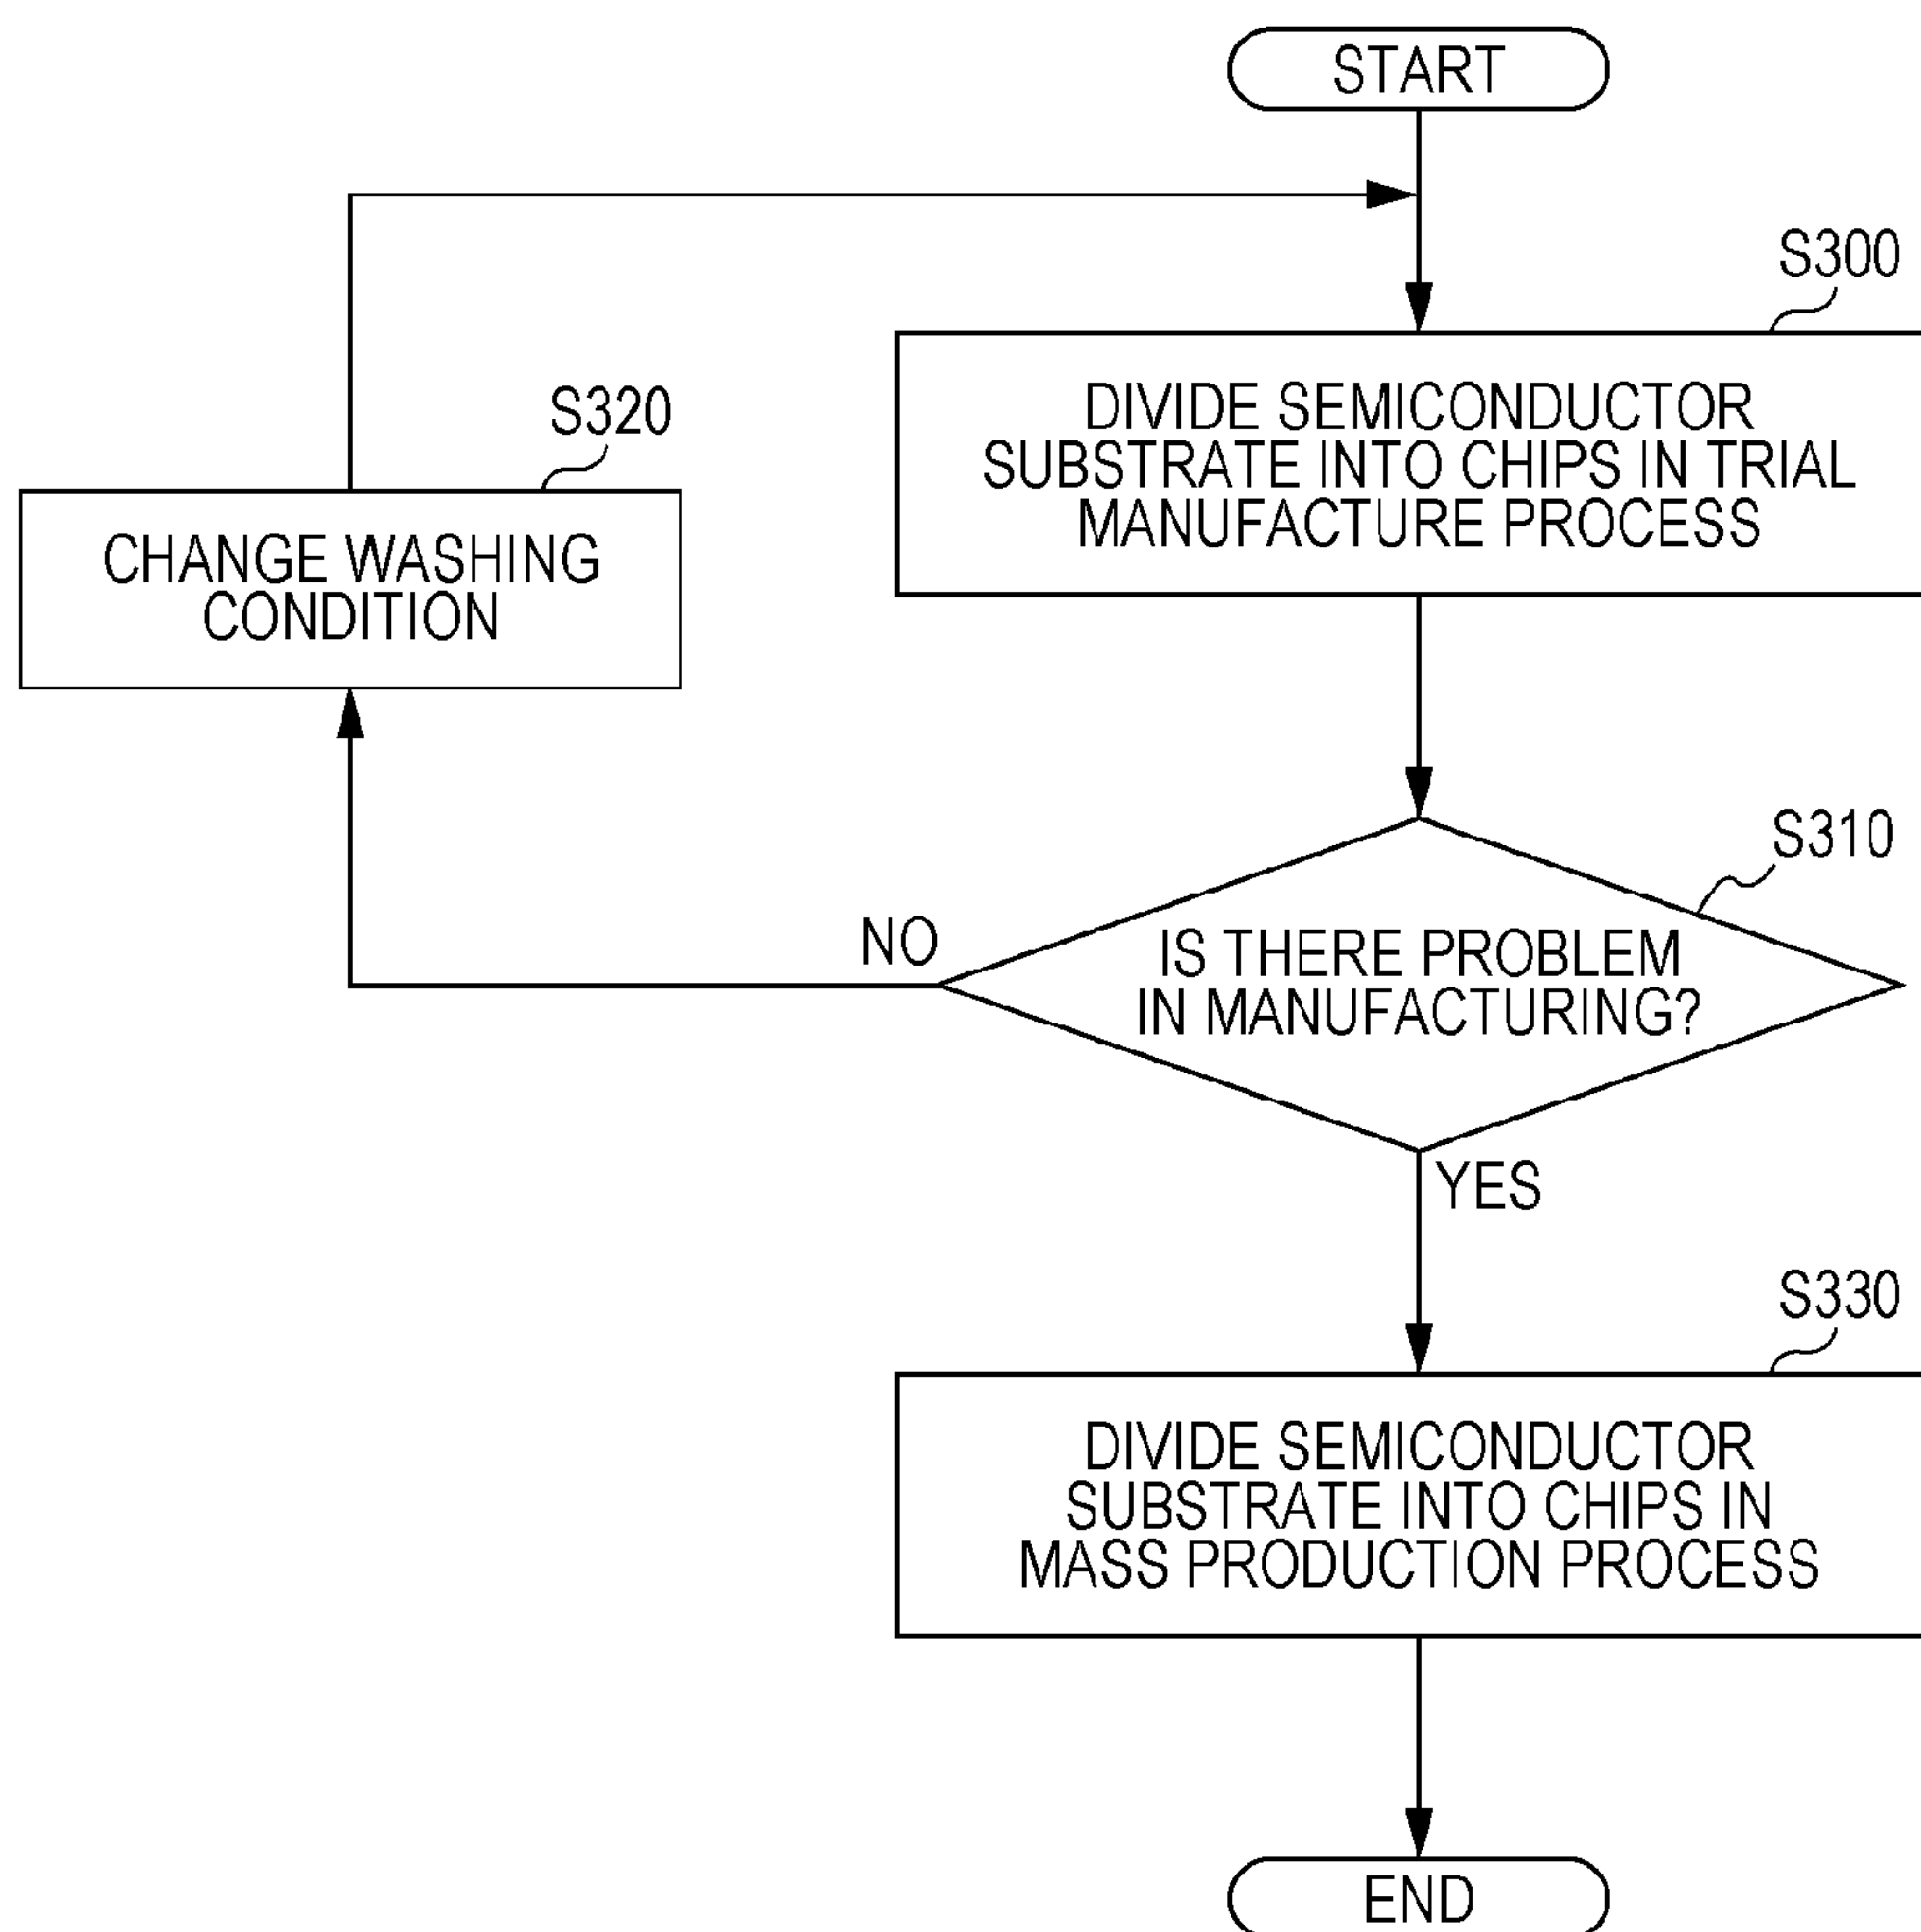 START
S300
DIVIDE SEMICONDUCTOR
SUBSTRATE INTO CHIPS IN TRIAL
MANUFACTURE PROCESS
S320
CHANGE WASHING
CONDITION
S310
NO
IS THERE PROBLEM
IN MANUFACTURING?
YES
S330
DIVIDE SEMICONDUCTOR
SUBSTRATE INTO CHIPS IN
MASS PRODUCTION PROCESS
END